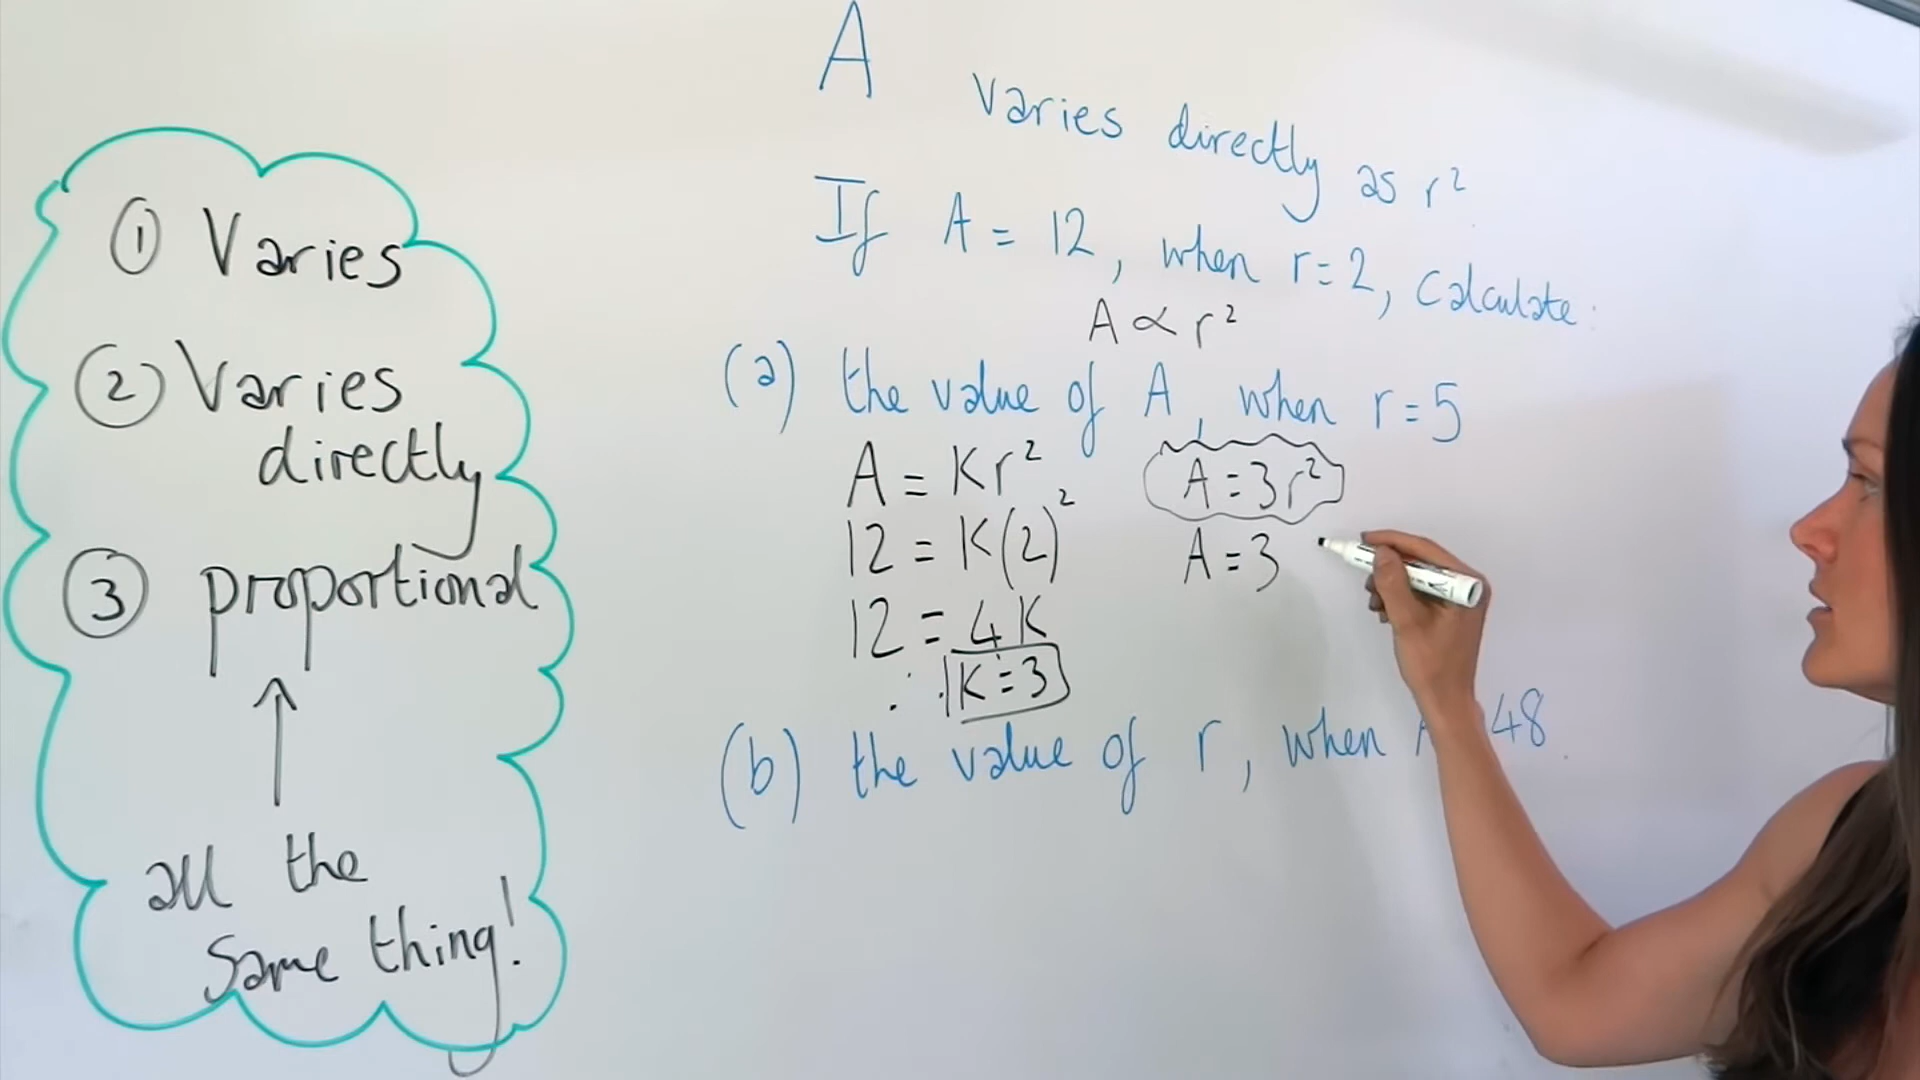 ① Varies
② Varies
directly
③ proportional
↑
all the
same thing!
A varies directly as r²
If A = 12, when r = 2, calculate:
A ∝ r²
(a) the value of A, when r = 5
A = Kr²
12 = K(2)²
12 = 4K
∴ K = 3
A = 3r²
A = 3
(b) the value of r, when A 48.